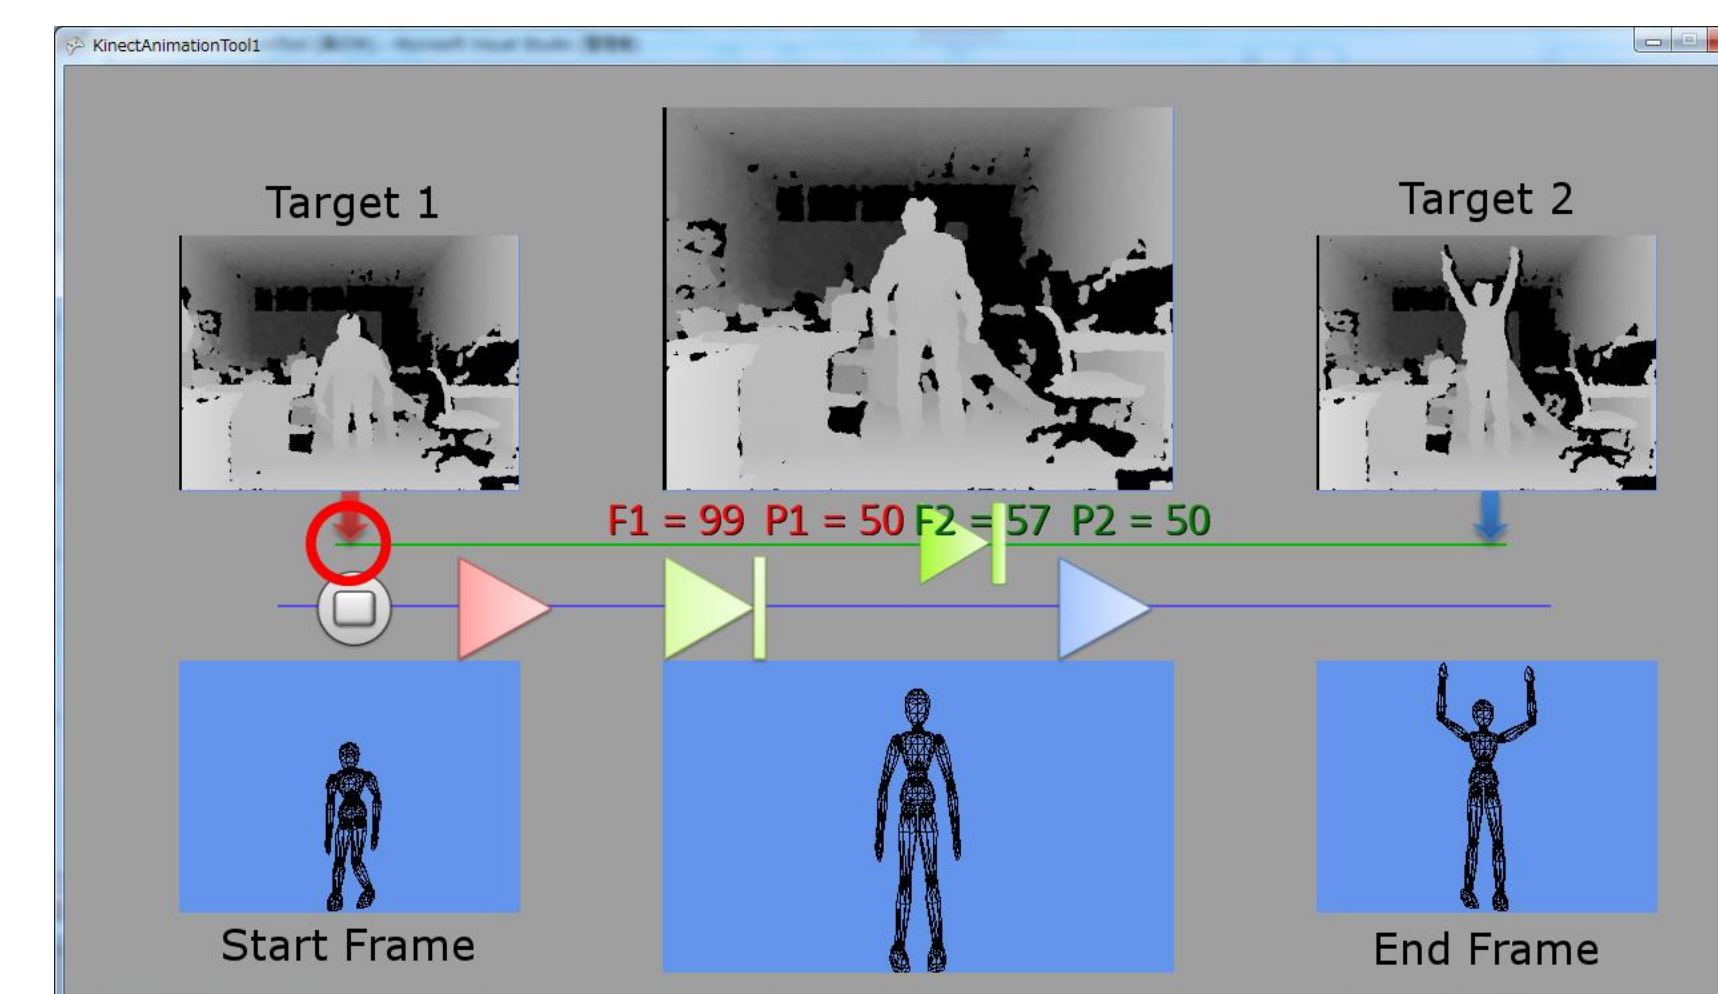 KinectAnimationTool1
Target 1
Target 2
F1 = 99 P1 = 50 F2 = 57 P2 = 50
Start Frame
End Frame